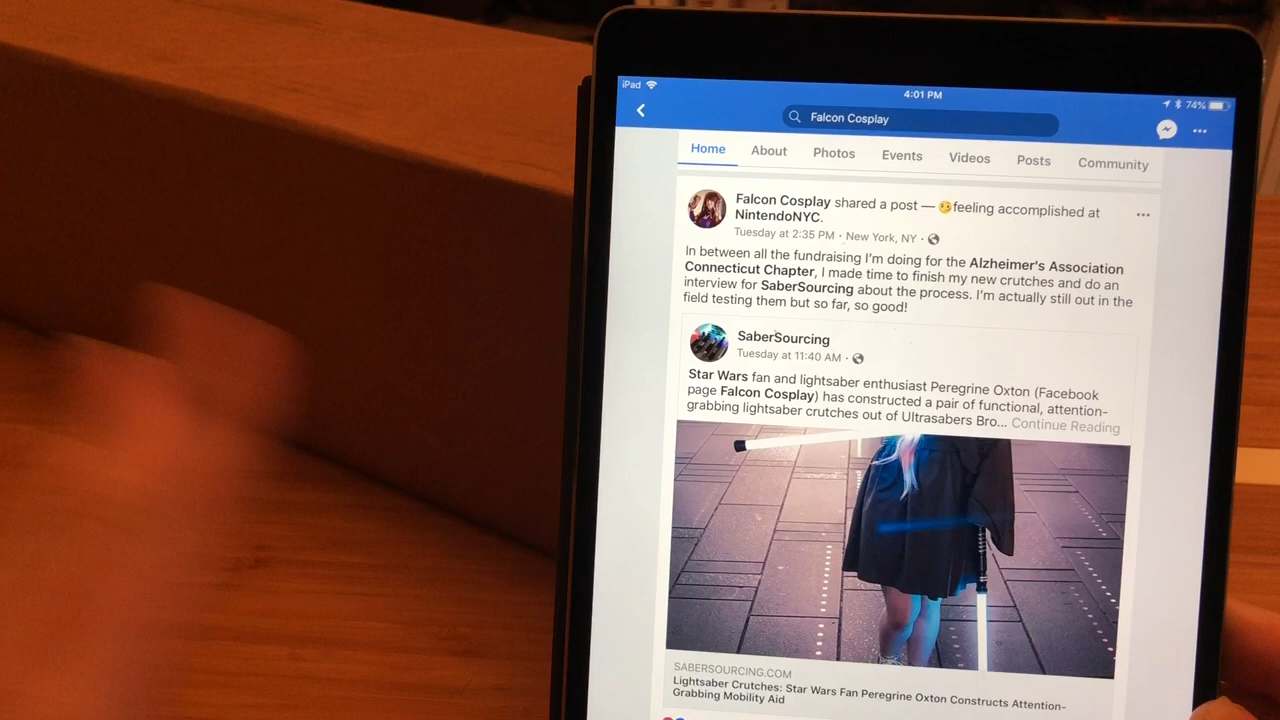 iPad
4:01 PM
74%
Falcon Cosplay
Home About Photos Events Videos Posts Community
Falcon Cosplay shared a post — feeling accomplished at
NintendoNYC.
Tuesday at 2:35 PM · New York, NY ·
In between all the fundraising I'm doing for the Alzheimer's Association
Connecticut Chapter, I made time to finish my new crutches and do an
interview for SaberSourcing about the process. I'm actually still out in the
field testing them but so far, so good!
SaberSourcing
Tuesday at 11:40 AM ·
Star Wars fan and lightsaber enthusiast Peregrine Oxton (Facebook
page Falcon Cosplay) has constructed a pair of functional, attention-
grabbing lightsaber crutches out of Ultrasabers Bro... Continue Reading
SABERSOURCING.COM
Lightsaber Crutches: Star Wars Fan Peregrine Oxton Constructs Attention-
Grabbing Mobility Aid